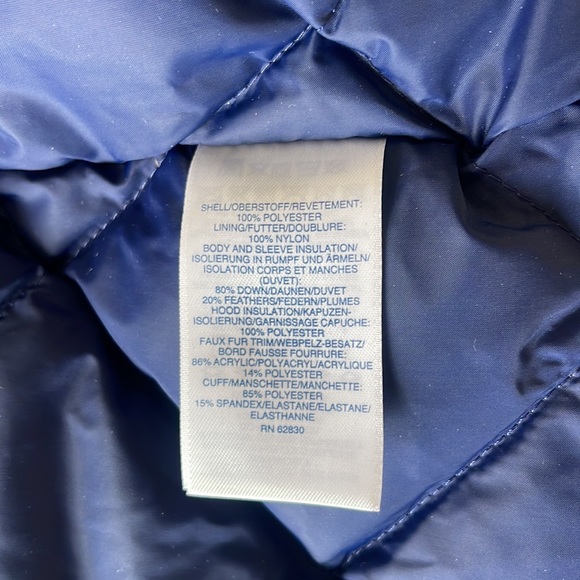 SHELL/OBERSTOFF/REVETEMENT:
100% POLYESTER
LINING/FUTTER/DOUBLURE:
100% NYLON
BODY AND SLEEVE INSULATION/
ISOLIERUNG IN RUMPF UND ÄRMELN/
ISOLATION CORPS ET MANCHES
(DUVET):
80% DOWN/DAUNEN/DUVET
20% FEATHERS/FEDERN/PLUMES
HOOD INSULATION/KAPUZEN-
ISOLIERUNG/GARNISSAGE CAPUCHE:
100% POLYESTER
FAUX FUR TRIM/WEBPELZ-BESATZ/
BORD FAUSSE FOURRURE:
86% ACRYLIC/POLYACRYL/ACRYLIQUE
14% POLYESTER
CUFF/MANSCHETTE/MANCHETTE:
85% POLYESTER
15% SPANDEX/ELASTANE/ELASTANE/
ELASTHANNE
RN 62830